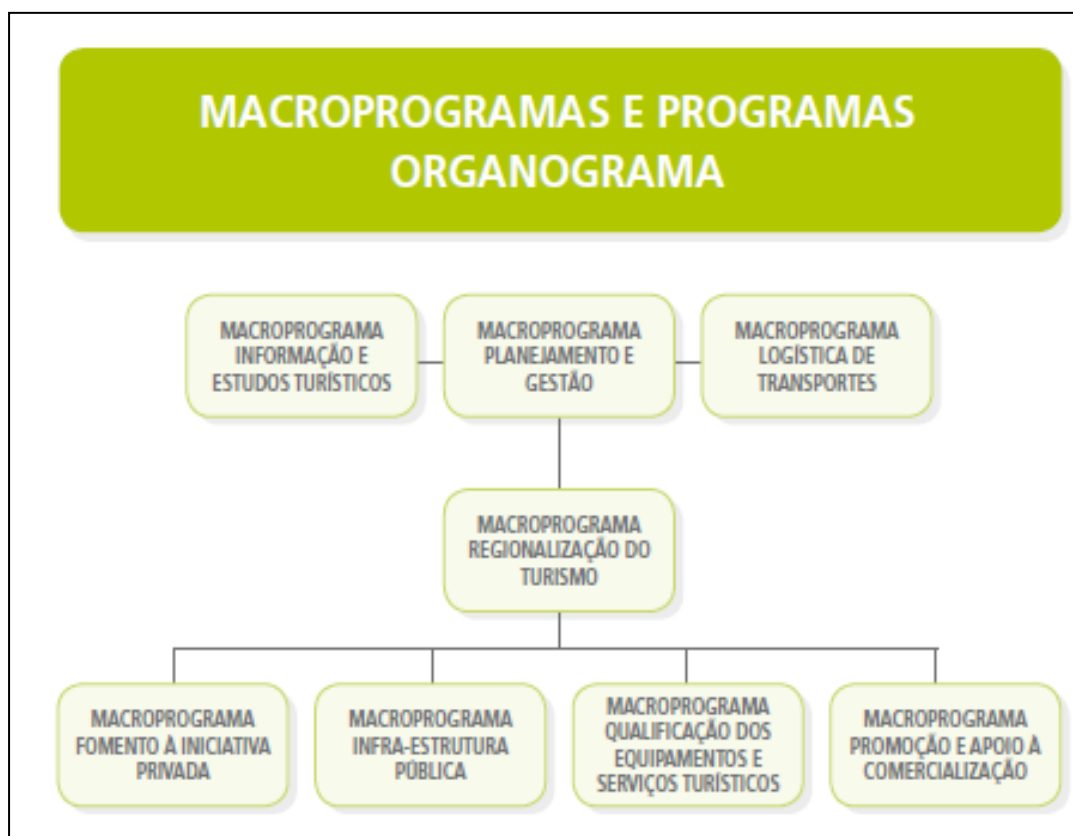 MACROPROGRAMAS E PROGRAMAS
ORGANOGRAMA
MACROPROGRAMA
INFORMAÇÃO E
ESTUDOS TURÍSTICOS
MACROPROGRAMA
PLANEJAMENTO E
GESTÃO
MACROPROGRAMA
LOGÍSTICA DE
TRANSPORTES
MACROPROGRAMA
REGIONALIZAÇÃO DO
TURISMO
MACROPROGRAMA
FOMENTO À INICIATIVA
PRIVADA
MACROPROGRAMA
INFRA-ESTRUTURA
PÚBLICA
MACROPROGRAMA
QUALIFICAÇÃO DOS
EQUIPAMENTOS E
SERVIÇOS TURÍSTICOS
MACROPROGRAMA
PROMOÇÃO E APOIO À
COMERCIALIZAÇÃO